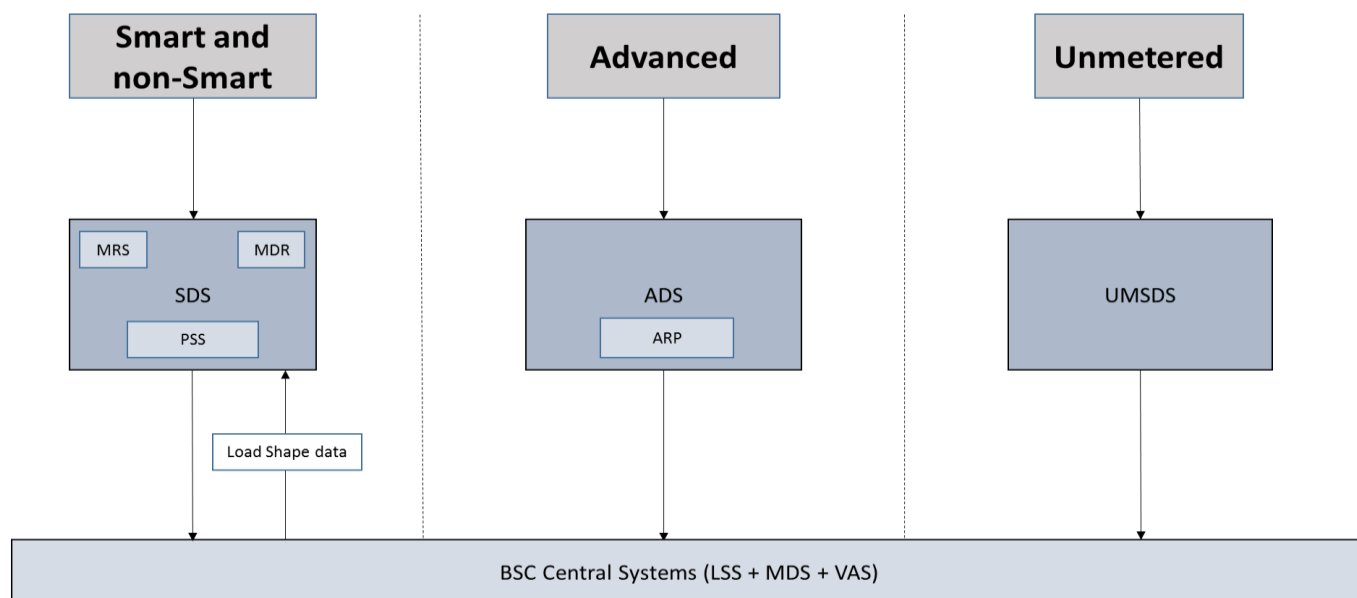 Smart and
non-Smart
Advanced
Unmetered
MRS
MDR
SDS
PSS
ADS
ARP
UMSDS
Load Shape data
BSC Central Systems (LSS + MDS + VAS)